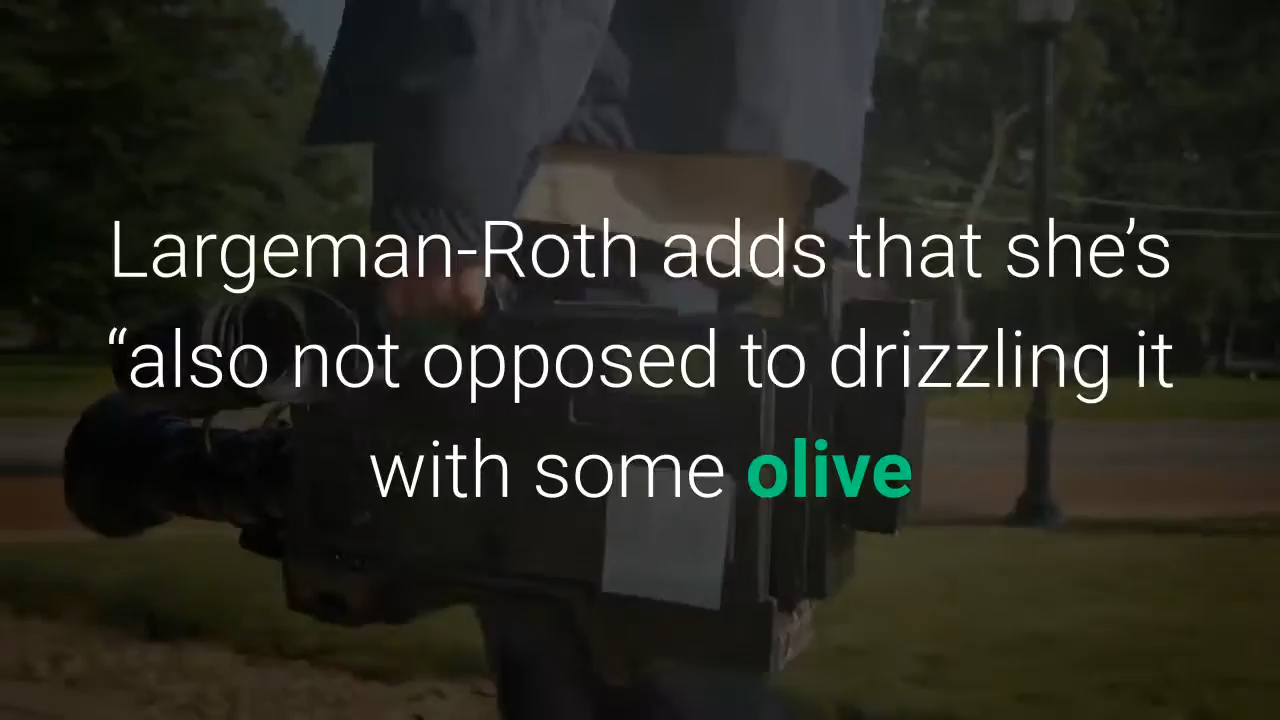 Largeman-Roth adds that she’s
“also not opposed to drizzling it
with some olive